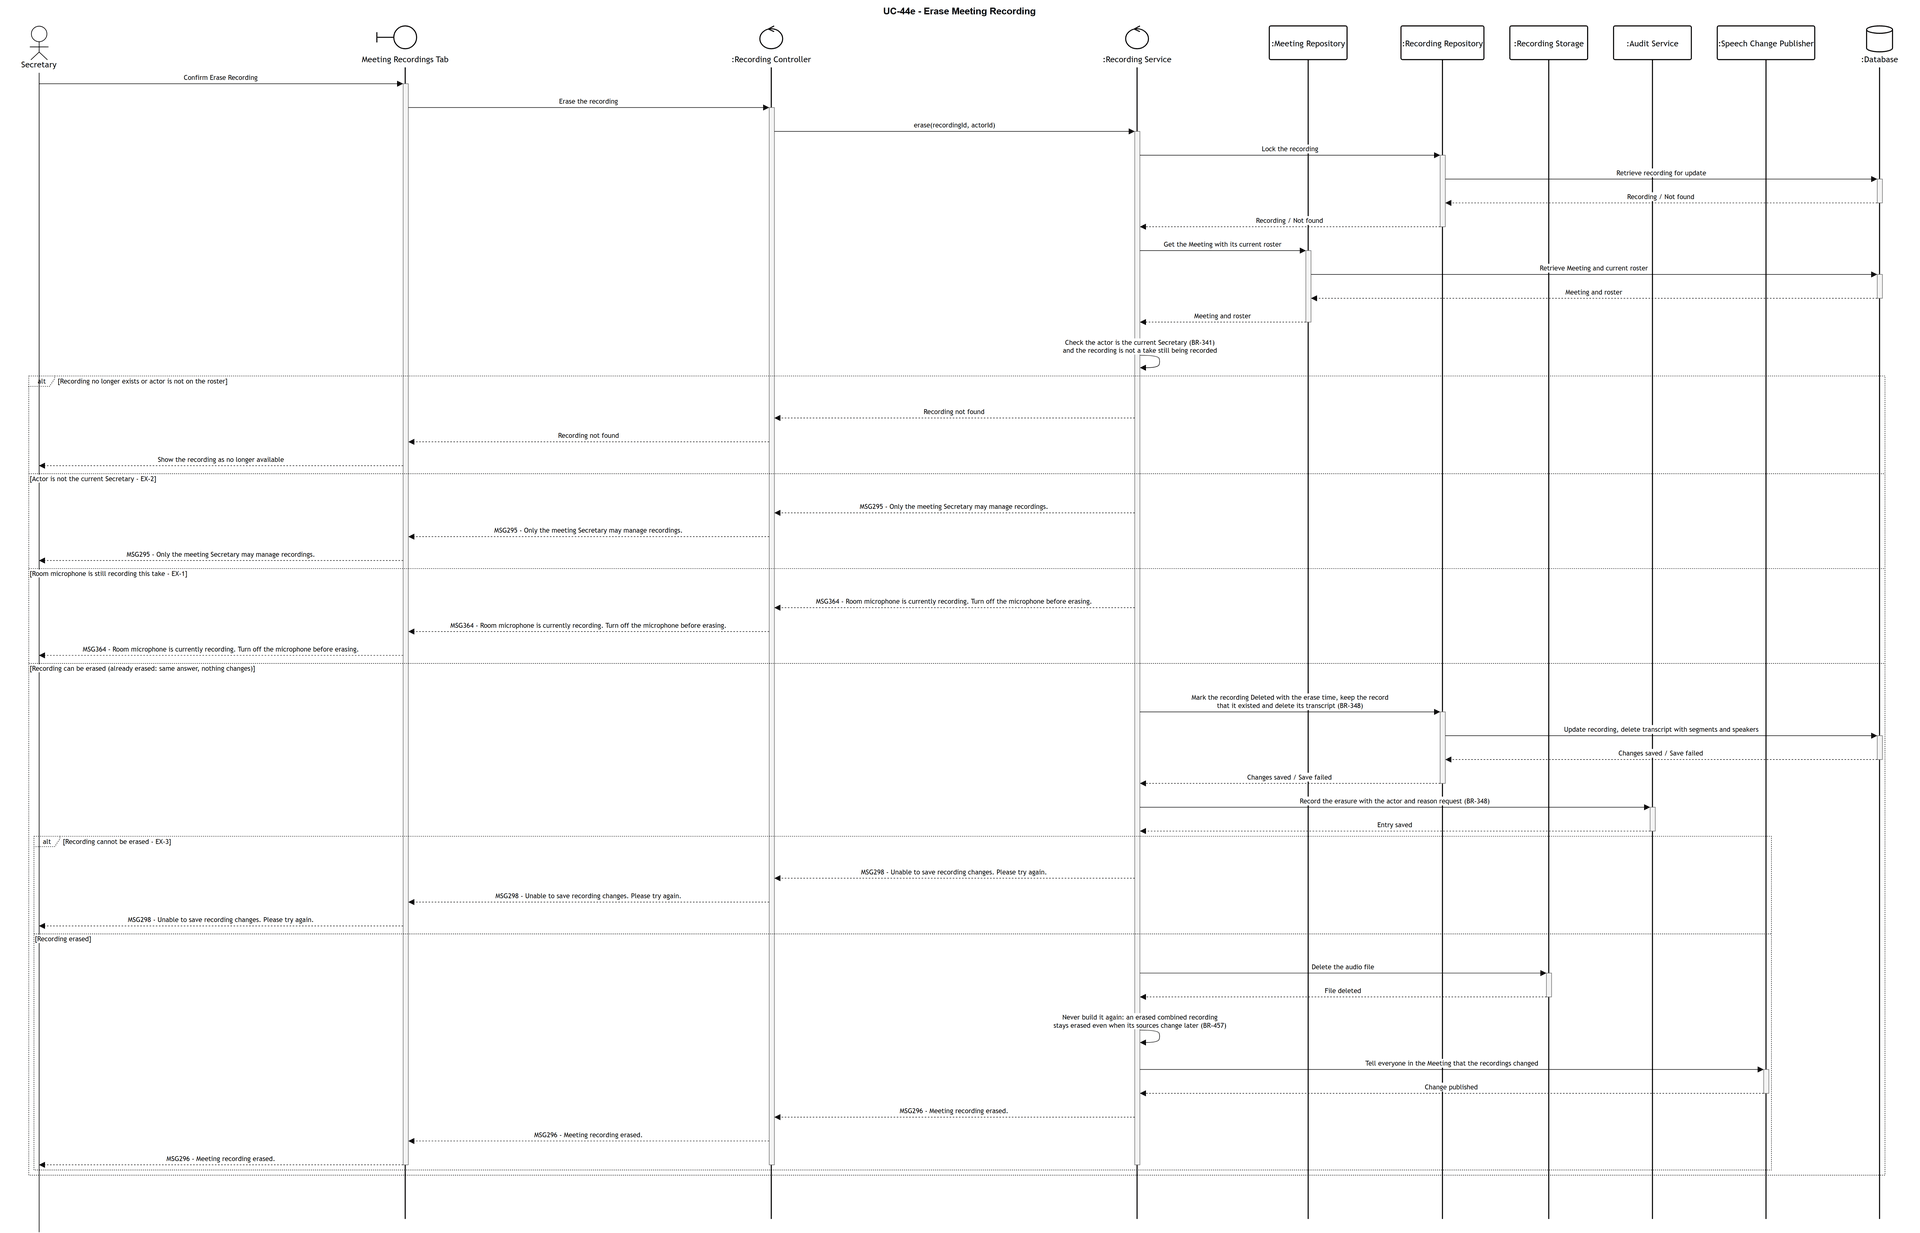 UC-44e - Erase Meeting Recording
Secretary
Meeting Recordings Tab
:Recording Controller
:Recording Service
:Meeting Repository
:Recording Repository
:Recording Storage
:Audit Service
:Speech Change Publisher
:Database
Confirm Erase Recording
Erase the recording
erase(recordingId, actorId)
Lock the recording
Retrieve recording for update
Recording / Not found
Recording / Not found
Get the Meeting with its current roster
Retrieve Meeting and current roster
Meeting and roster
Meeting and roster
Check the actor is the current Secretary (BR-341)
and the recording is not a take still being recorded
alt
[Recording no longer exists or actor is not on the roster]
Recording not found
Recording not found
Show the recording as no longer available
[Actor is not the current Secretary - EX-2]
MSG295 - Only the meeting Secretary may manage recordings.
MSG295 - Only the meeting Secretary may manage recordings.
MSG295 - Only the meeting Secretary may manage recordings.
[Room microphone is still recording this take - EX-1]
MSG364 - Room microphone is currently recording. Turn off the microphone before erasing.
MSG364 - Room microphone is currently recording. Turn off the microphone before erasing.
MSG364 - Room microphone is currently recording. Turn off the microphone before erasing.
[Recording can be erased (already erased: same answer, nothing changes)]
Mark the recording Deleted with the erase time, keep the record
that it existed and delete its transcript (BR-348)
Update recording, delete transcript with segments and speakers
Changes saved / Save failed
Changes saved / Save failed
Record the erasure with the actor and reason request (BR-348)
Entry saved
alt
[Recording cannot be erased - EX-3]
MSG298 - Unable to save recording changes. Please try again.
MSG298 - Unable to save recording changes. Please try again.
MSG298 - Unable to save recording changes. Please try again.
[Recording erased]
Delete the audio file
File deleted
Never build it again: an erased combined recording
stays erased even when its sources change later (BR-457)
Tell everyone in the Meeting that the recordings changed
Change published
MSG296 - Meeting recording erased.
MSG296 - Meeting recording erased.
MSG296 - Meeting recording erased.